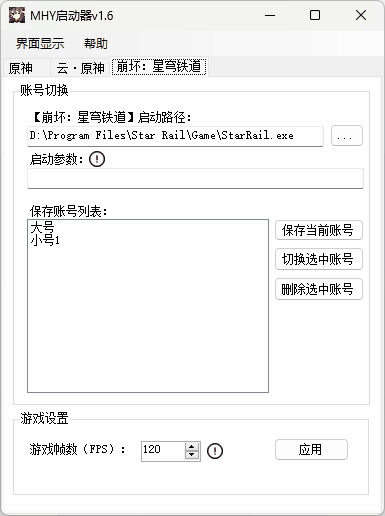 MHY启动器v1.6
界面显示 帮助
原神 云·原神 崩坏：星穹铁道
账号切换
【崩坏：星穹铁道】启动路径：
D:\Program Files\Star Rail\Game\StarRail.exe ...
启动参数：
保存账号列表：
大号
小号1
保存当前账号
切换选中账号
删除选中账号
游戏设置
游戏帧数（FPS）： 120 应用